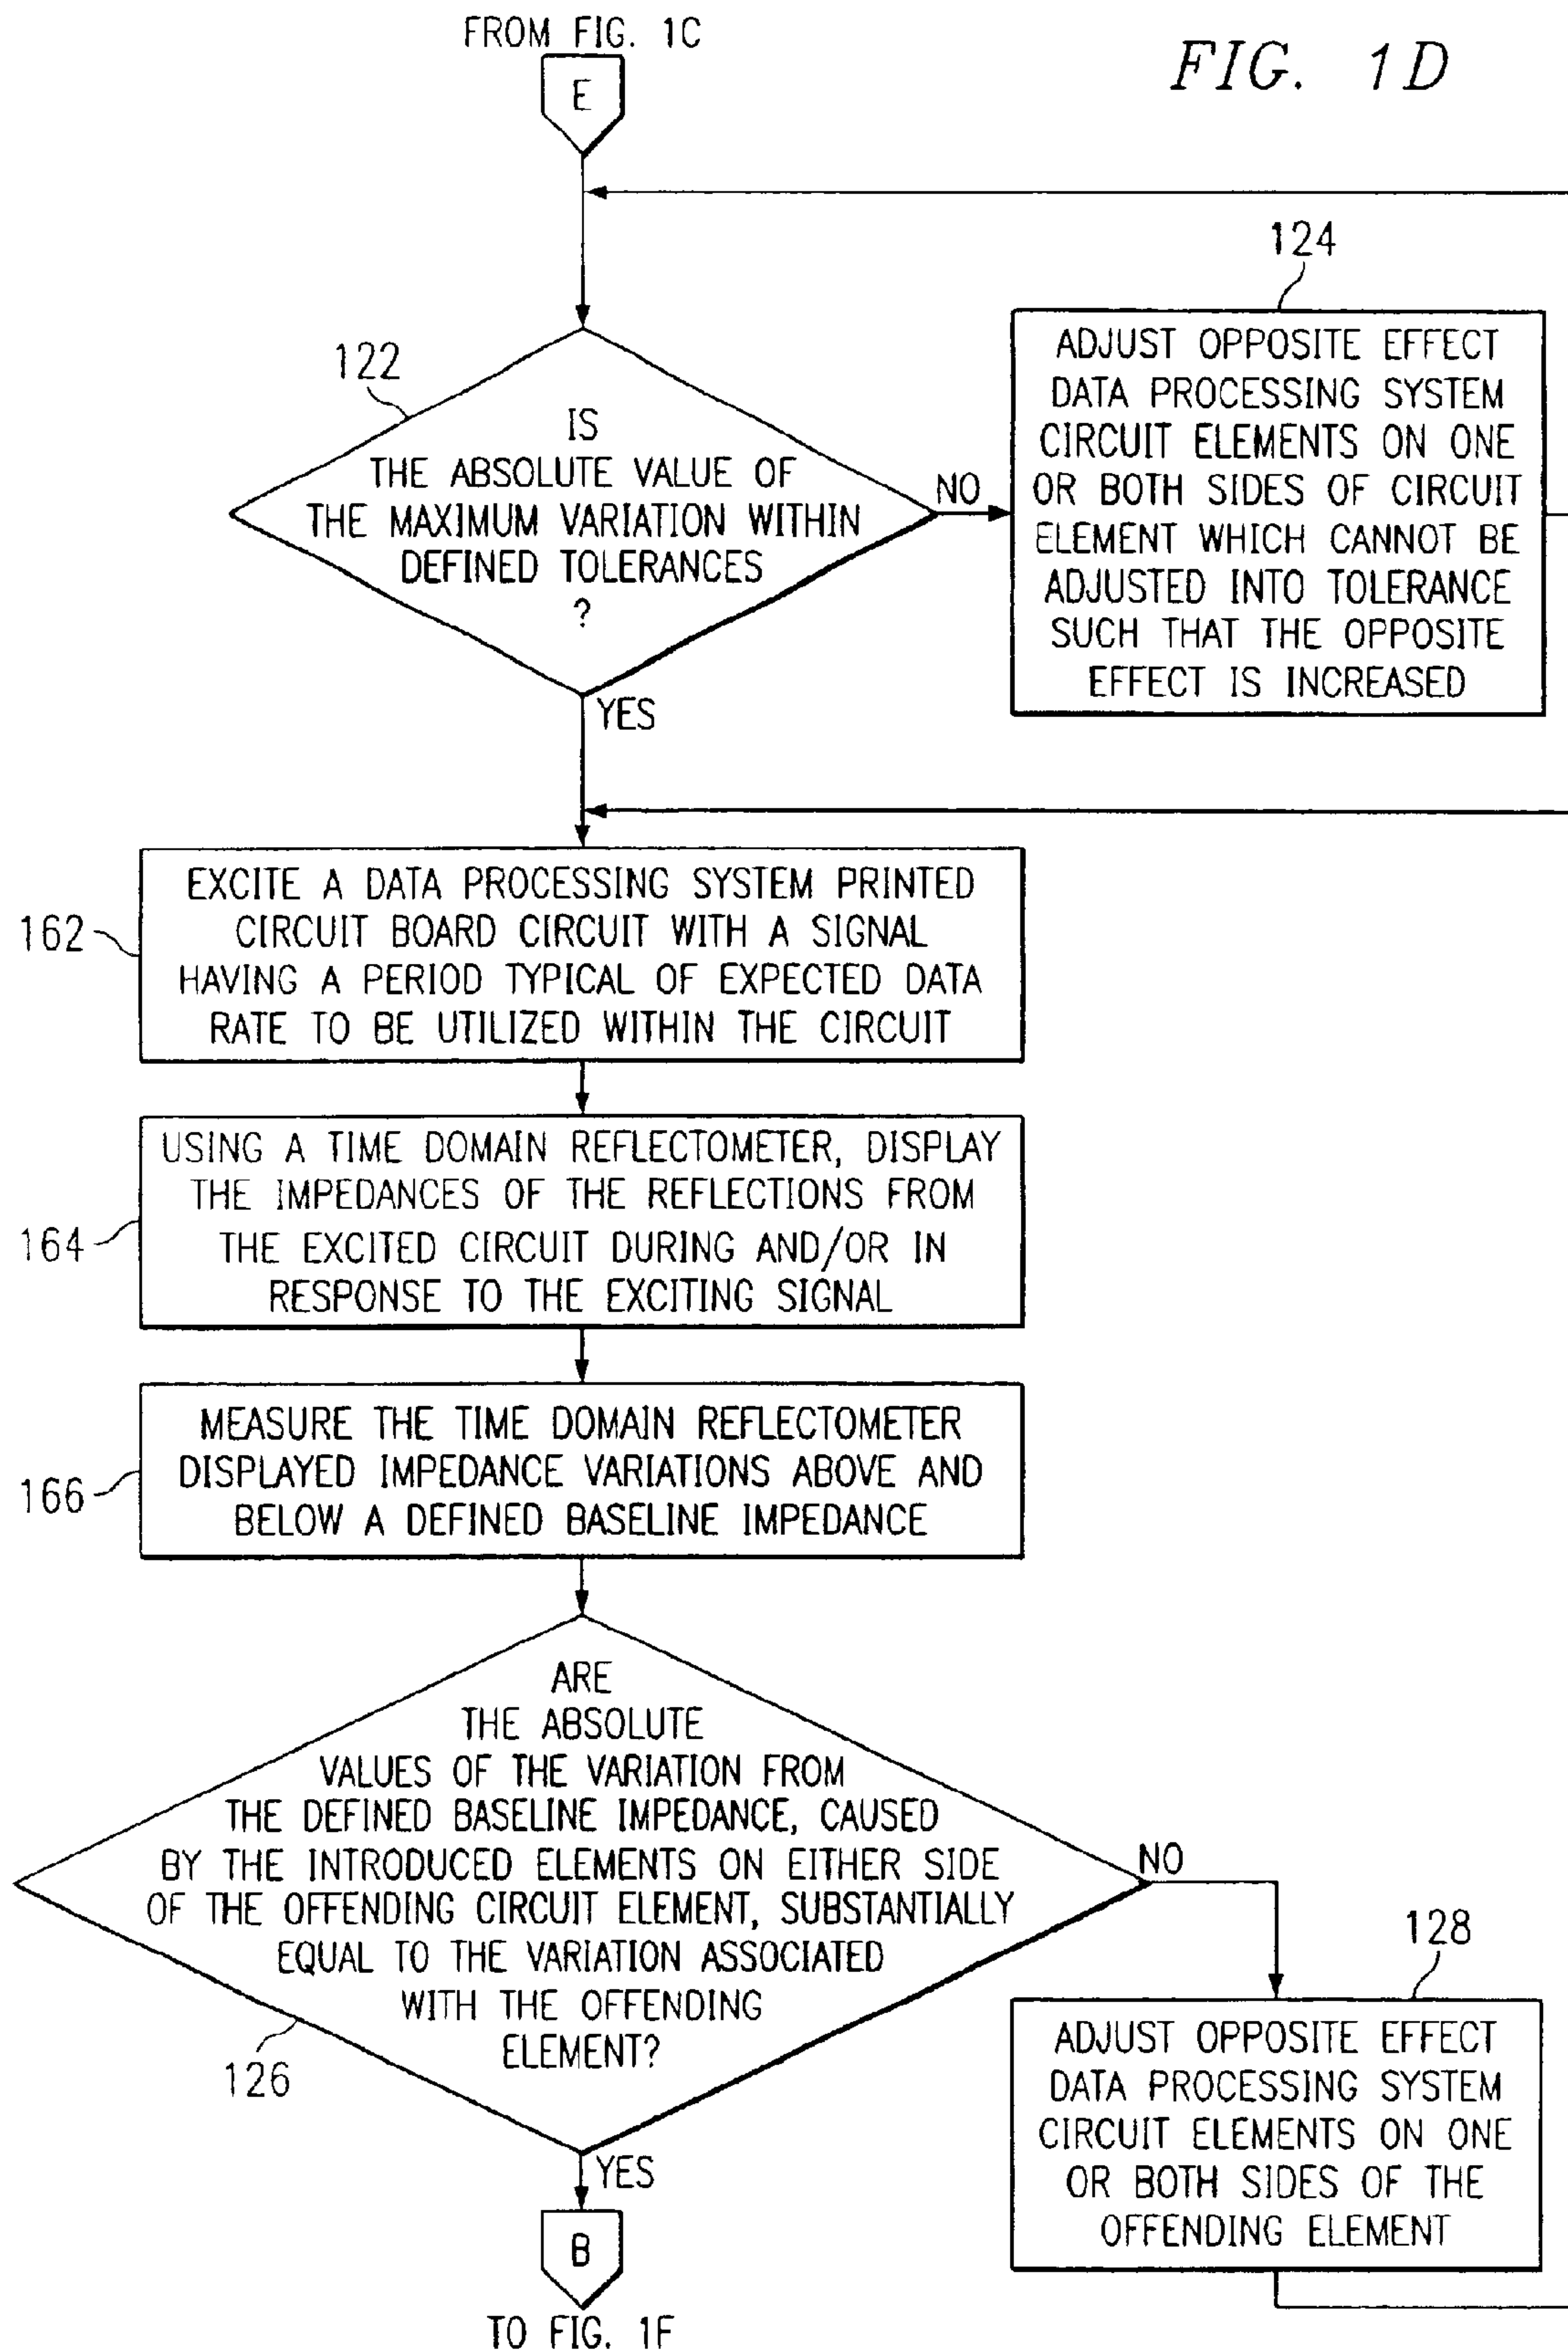 FROM FIG. 1C
FIG. 1D
E
124
122
IS
THE ABSOLUTE VALUE OF
THE MAXIMUM VARIATION WITHIN
DEFINED TOLERANCES
?
NO
YES
ADJUST OPPOSITE EFFECT
DATA PROCESSING SYSTEM
CIRCUIT ELEMENTS ON ONE
OR BOTH SIDES OF CIRCUIT
ELEMENT WHICH CANNOT BE
ADJUSTED INTO TOLERANCE
SUCH THAT THE OPPOSITE
EFFECT IS INCREASED
162
EXCITE A DATA PROCESSING SYSTEM PRINTED
CIRCUIT BOARD CIRCUIT WITH A SIGNAL
HAVING A PERIOD TYPICAL OF EXPECTED DATA
RATE TO BE UTILIZED WITHIN THE CIRCUIT
164
USING A TIME DOMAIN REFLECTOMETER, DISPLAY
THE IMPEDANCES OF THE REFLECTIONS FROM
THE EXCITED CIRCUIT DURING AND/OR IN
RESPONSE TO THE EXCITING SIGNAL
166
MEASURE THE TIME DOMAIN REFLECTOMETER
DISPLAYED IMPEDANCE VARIATIONS ABOVE AND
BELOW A DEFINED BASELINE IMPEDANCE
ARE
THE ABSOLUTE
VALUES OF THE VARIATION FROM
THE DEFINED BASELINE IMPEDANCE, CAUSED
BY THE INTRODUCED ELEMENTS ON EITHER SIDE
OF THE OFFENDING CIRCUIT ELEMENT, SUBSTANTIALLY
EQUAL TO THE VARIATION ASSOCIATED
WITH THE OFFENDING
ELEMENT?
126
NO
YES
128
ADJUST OPPOSITE EFFECT
DATA PROCESSING SYSTEM
CIRCUIT ELEMENTS ON ONE
OR BOTH SIDES OF THE
OFFENDING ELEMENT
B
TO FIG. 1F